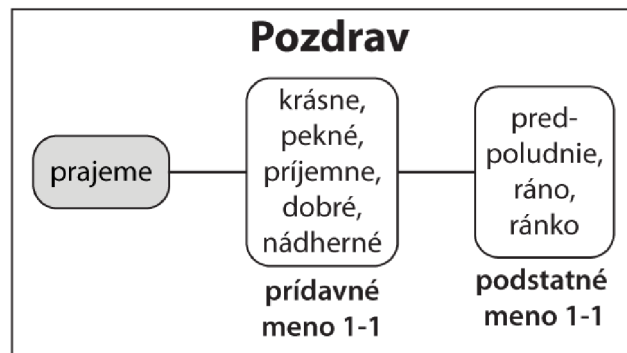 Pozdrav
prajeme
krásne,
pekné,
príjemne,
dobré,
nádherné
prídavné
meno 1-1
pred-
poludnie,
ráno,
ránko
podstatné
meno 1-1